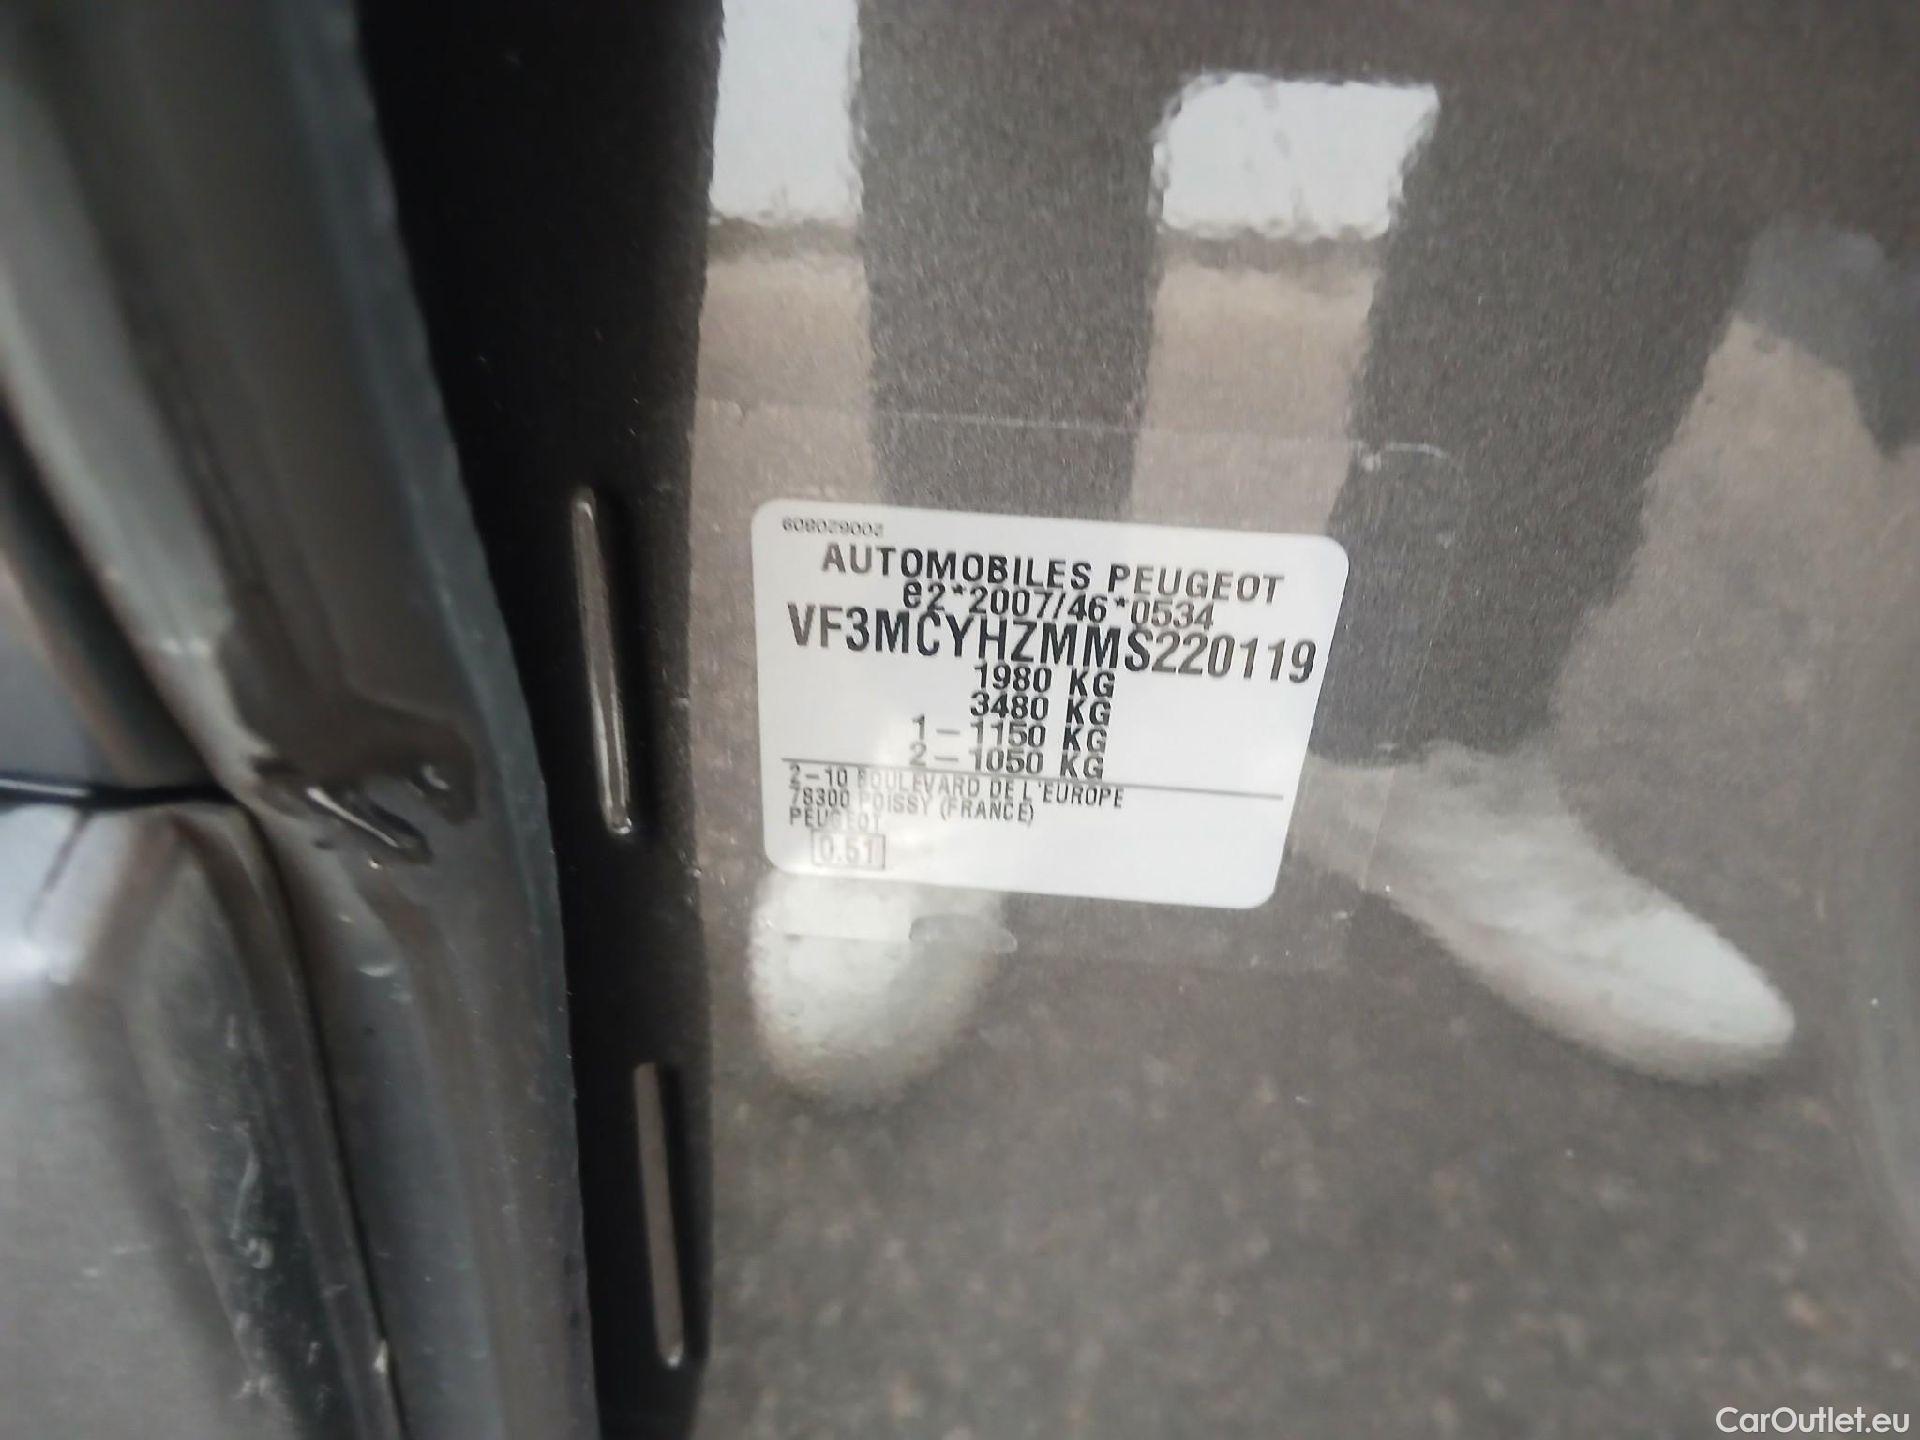 608029002
AUTOMOBILES PEUGEOT
e2*2007/46*0534
VF3MCYHZMMS220119
1980 KG
3480 KG
1 – 1150 KG
2 – 1050 KG
2–10 BOULEVARD DE L'EUROPE
78300 POISSY (FRANCE)
PEUGEOT
0.51
CarOutlet.eu